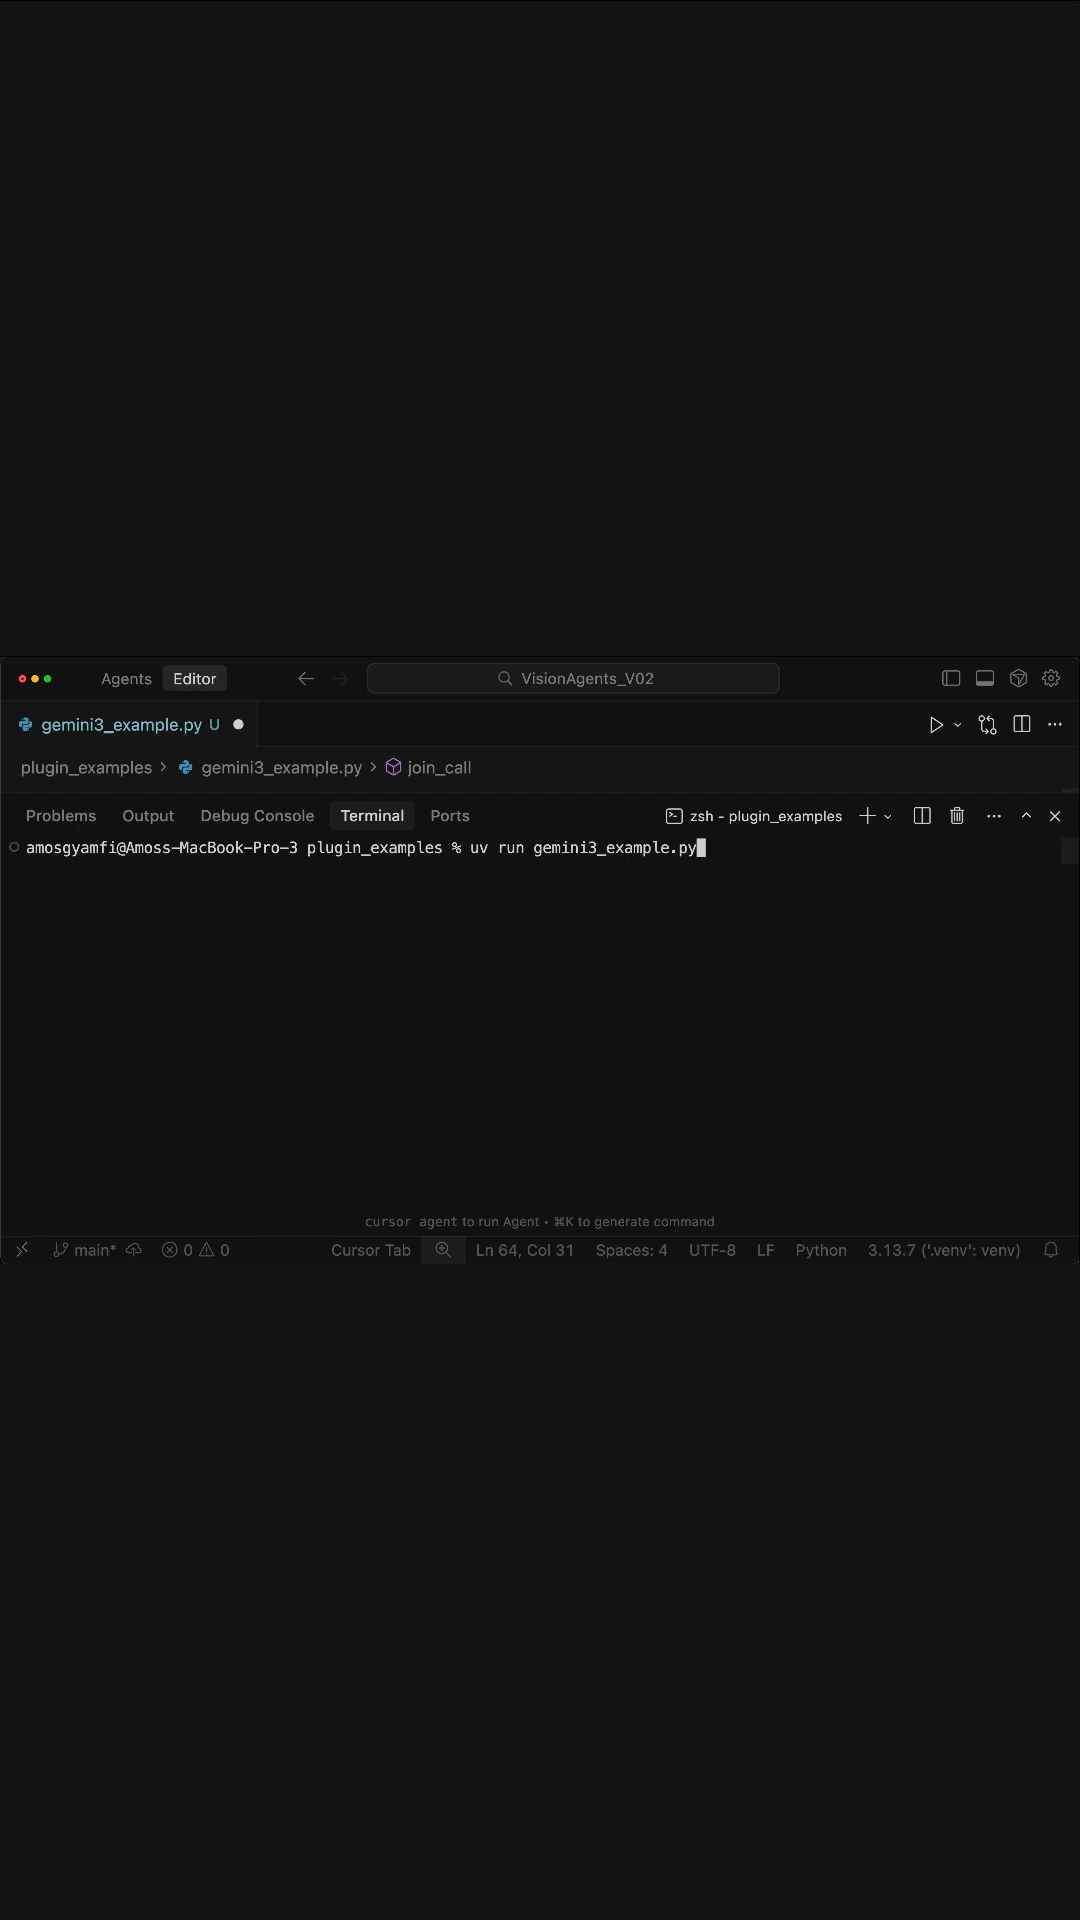 Agents Editor VisionAgents_V02
gemini3_example.py U
plugin_examples > gemini3_example.py > join_call
Problems Output Debug Console Terminal Ports zsh - plugin_examples
amosgyamfi@Amoss-MacBook-Pro-3 plugin_examples % uv run gemini3_example.py
cursor agent to run Agent • ⌘K to generate command
main* 0 0 Cursor Tab Ln 64, Col 31 Spaces: 4 UTF-8 LF Python 3.13.7 ('.venv': venv)